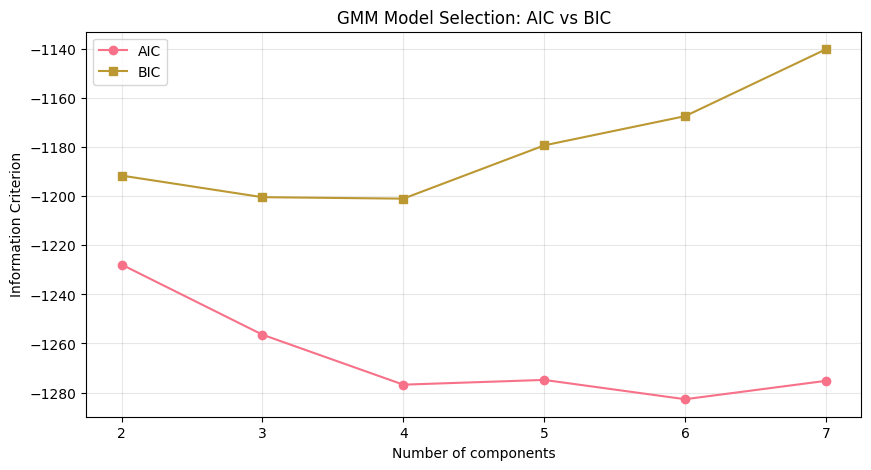 GMM Model Selection: AIC vs BIC
AIC
BIC
Information Criterion
−1140
−1160
−1180
−1200
−1220
−1240
−1260
−1280
2 3 4 5 6 7
Number of components